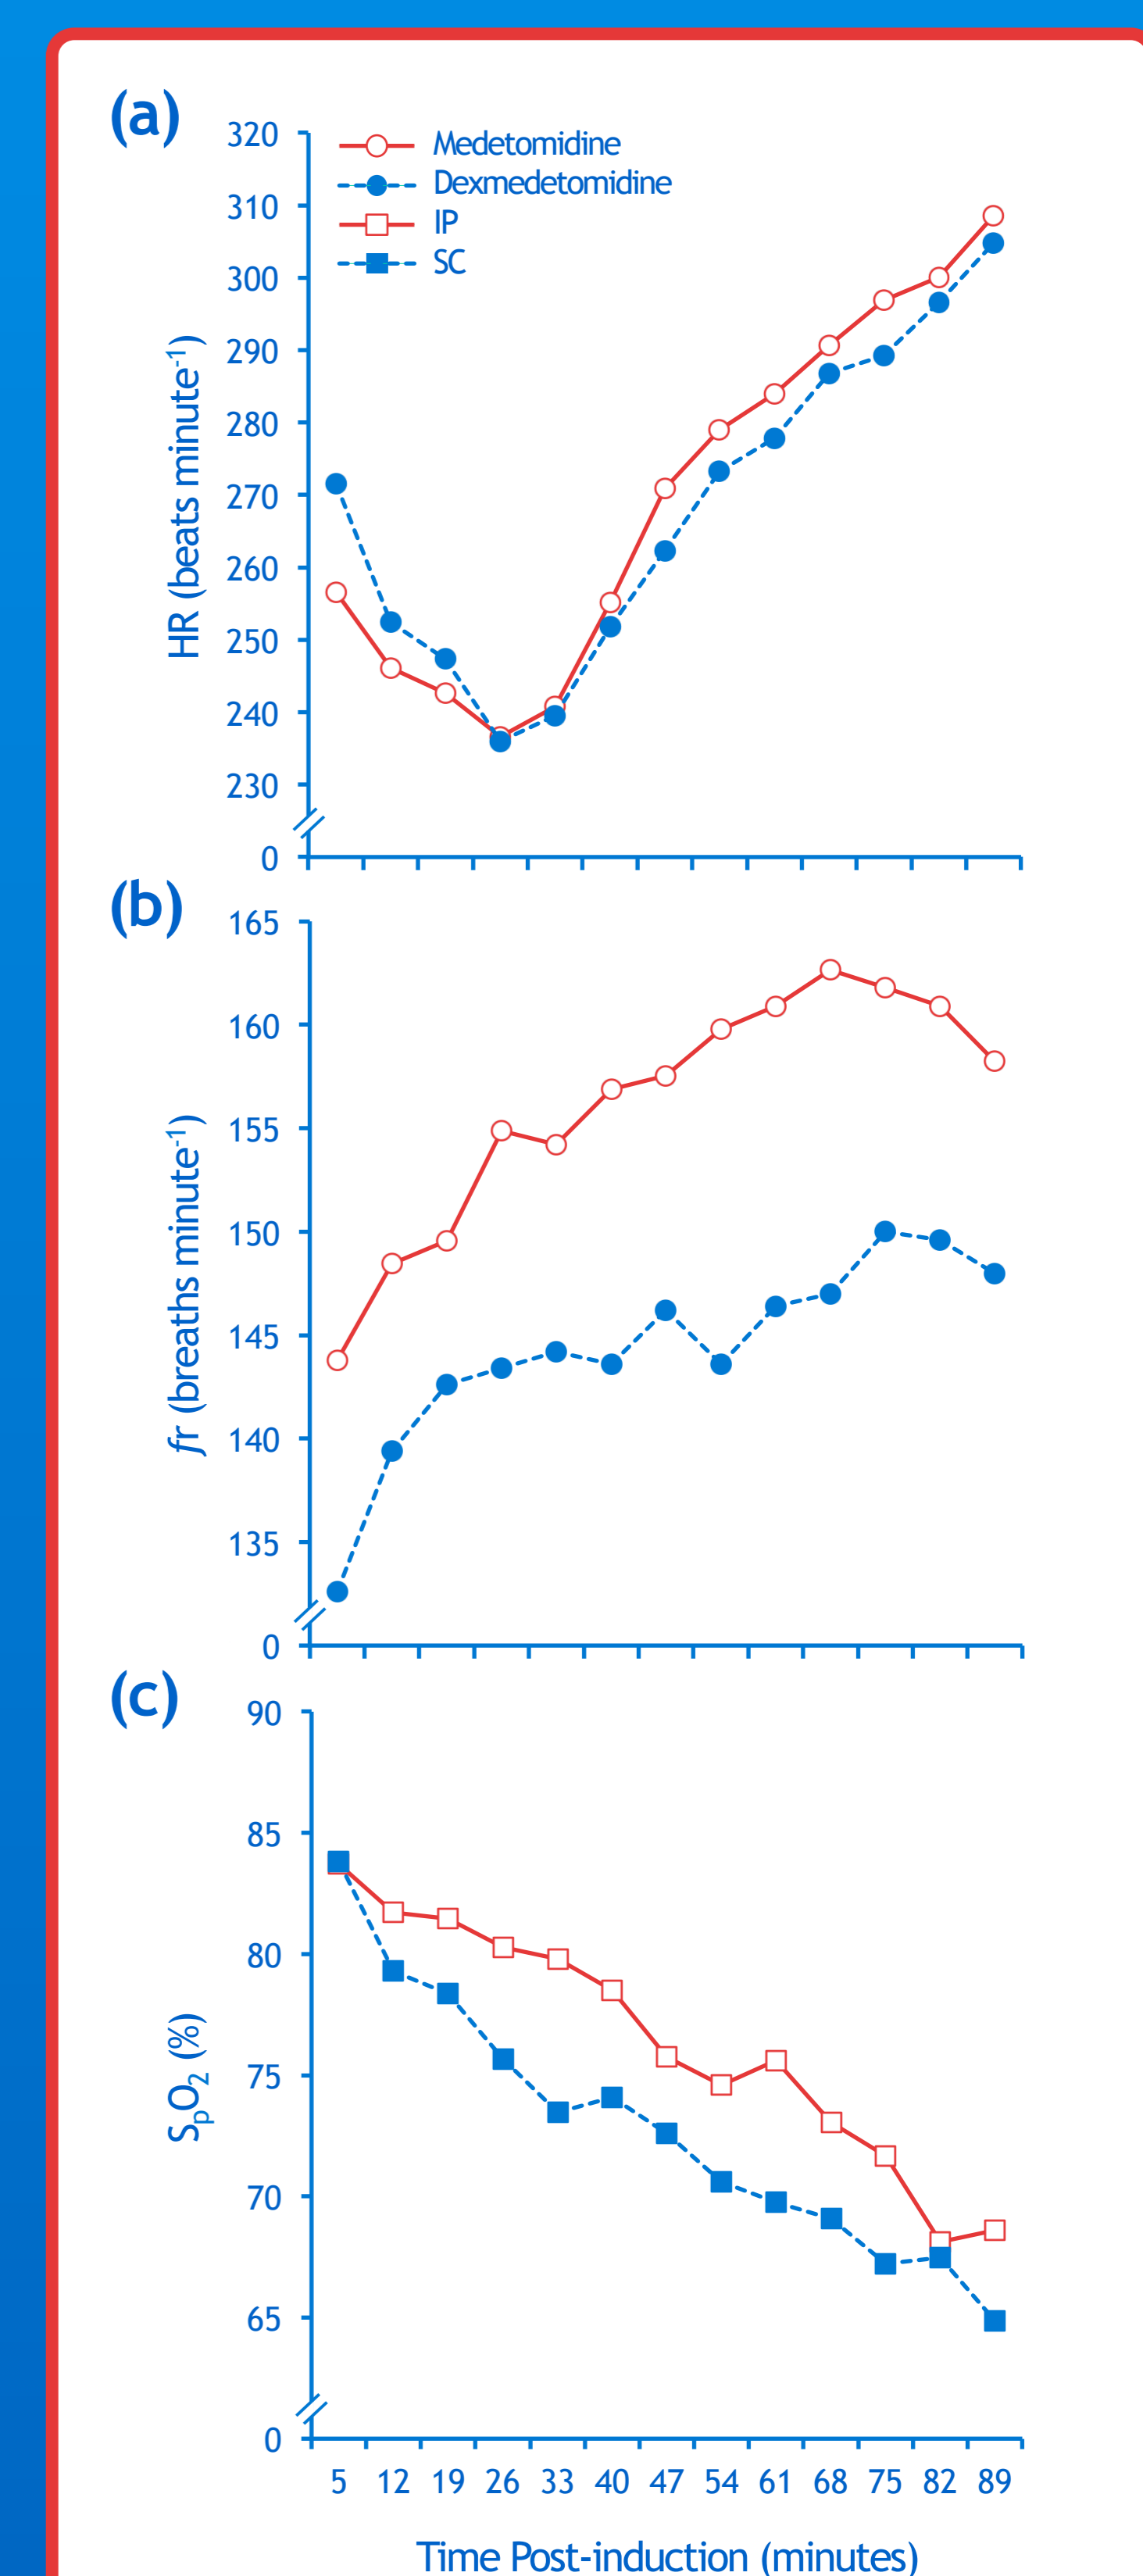 (a)
320
310
300
290
280
270
260
250
240
230
0
HR (beats minute-1)
Medetomidine
Dexmedetomidine
IP
SC
(b)
165
160
155
150
145
140
135
0
fr (breaths minute-1)
(c)
90
85
80
75
70
65
0
SpO2 (%)
5 12 19 26 33 40 47 54 61 68 75 82 89
Time Post-induction (minutes)